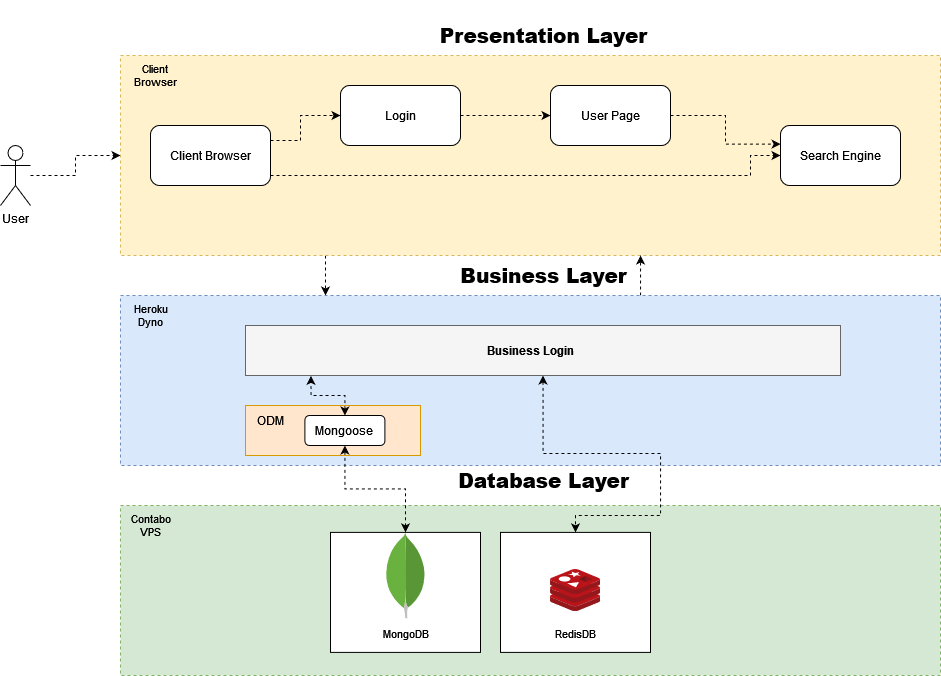 Presentation Layer
Client
Browser
Login
User Page
Client Browser
Search Engine
User
Business Layer
Heroku
Dyno
Business Login
ODM
Mongoose
Database Layer
Contabo
VPS
MongoDB
RedisDB